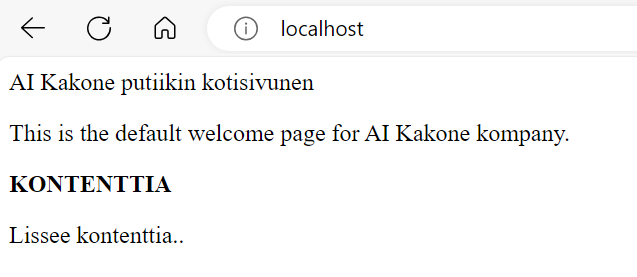 localhost
AI Kakone putiikin kotisivunen
This is the default welcome page for AI Kakone kompany.
KONTENTTIA
Lissee kontenttia..